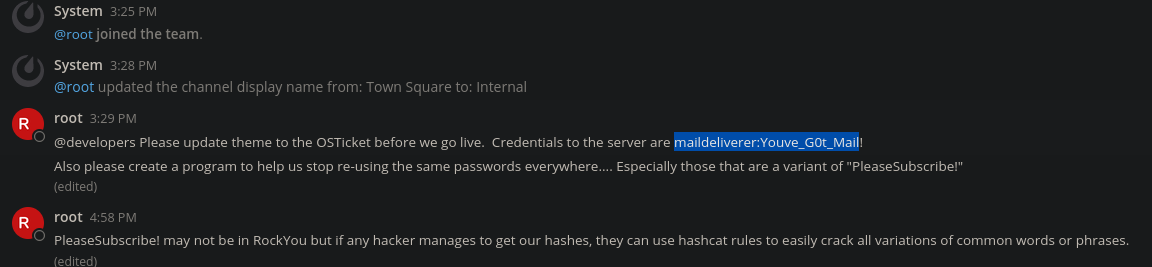 System 3:25 PM
@root joined the team.
System 3:28 PM
@root updated the channel display name from: Town Square to: Internal
R
root 3:29 PM
@developers Please update theme to the OSTicket before we go live.  Credentials to the server are maildeliverer:Youve_G0t_Mail!
Also please create a program to help us stop re-using the same passwords everywhere.... Especially those that are a variant of "PleaseSubscribe!"
(edited)
R
root 4:58 PM
PleaseSubscribe! may not be in RockYou but if any hacker manages to get our hashes, they can use hashcat rules to easily crack all variations of common words or phrases.
(edited)